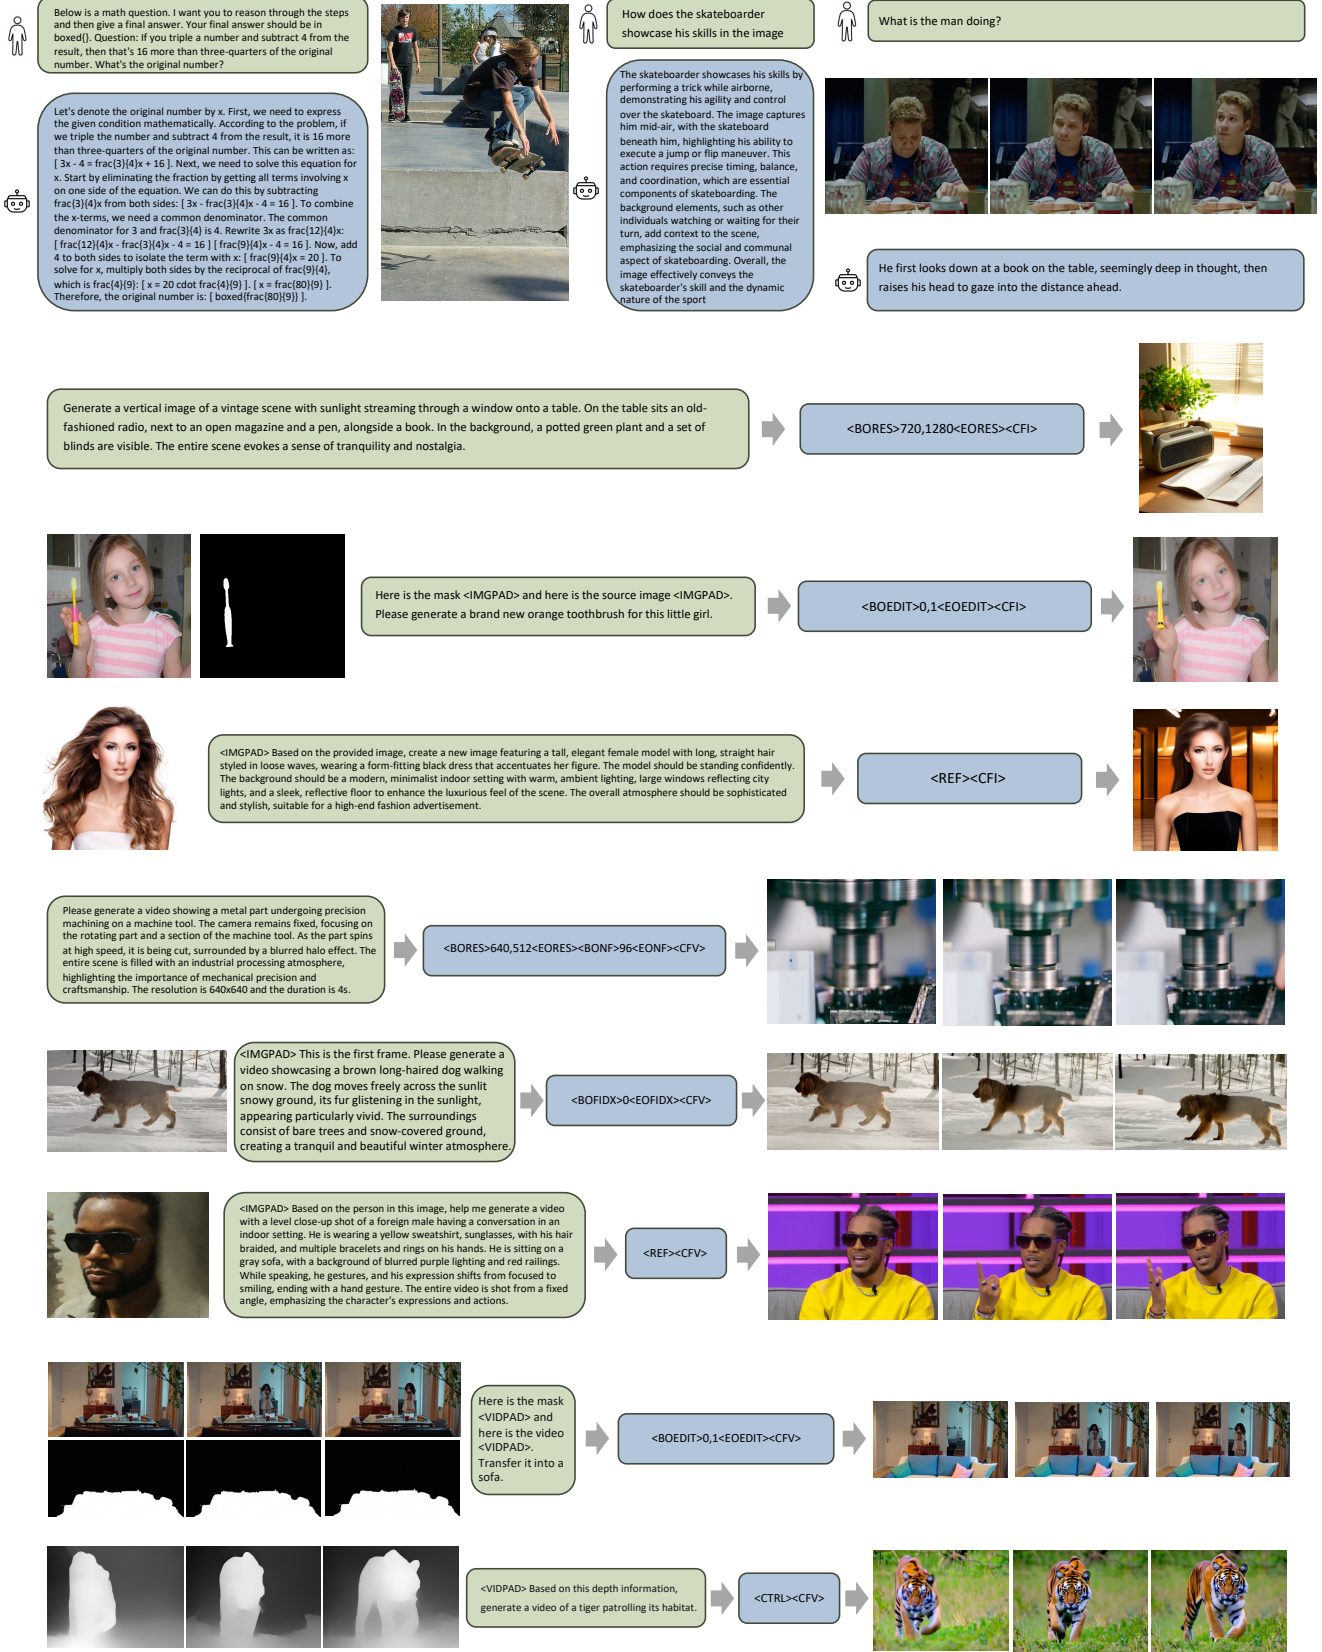 Below is a math question. I want you to reason through the steps
and then give a final answer. Your final answer should be in
boxed{}. Question: If you triple a number and subtract 4 from the
result, then that's 16 more than three-quarters of the original
number. What's the original number?
Let's denote the original number by x. First, we need to express
the given condition mathematically. According to the problem, if
we triple the number and subtract 4 from the result, it is 16 more
than three-quarters of the original number. This can be written as:
[ 3x - 4 = frac{3}{4}x + 16 ]. Next, we need to solve this equation for
x. Start by eliminating the fraction by getting all terms involving x
on one side of the equation. We can do this by subtracting
frac{3}{4}x from both sides: [ 3x - frac{3}{4}x - 4 = 16 ]. To combine
the x-terms, we need a common denominator. The common
denominator for 3 and frac{3}{4} is 4. Rewrite 3x as frac{12}{4}x:
[ frac{12}{4}x - frac{3}{4}x - 4 = 16 ] [ frac{9}{4}x - 4 = 16 ]. Now, add
4 to both sides to isolate the term with x: [ frac{9}{4}x = 20 ]. To
solve for x, multiply both sides by the reciprocal of frac{9}{4},
which is frac{4}{9}: [ x = 20 cdot frac{4}{9} ]. [ x = frac{80}{9} ].
Therefore, the original number is: [ boxed{frac{80}{9}} ].
How does the skateboarder
showcase his skills in the image
The skateboarder showcases his skills by
performing a trick while airborne,
demonstrating his agility and control
over the skateboard. The image captures
him mid-air, with the skateboard
beneath him, highlighting his ability to
execute a jump or flip maneuver. This
action requires precise timing, balance,
and coordination, which are essential
components of skateboarding. The
background elements, such as other
individuals watching or waiting for their
turn, add context to the scene,
emphasizing the social and communal
aspect of skateboarding. Overall, the
image effectively conveys the
skateboarder's skill and the dynamic
nature of the sport
What is the man doing?
He first looks down at a book on the table, seemingly deep in thought, then
raises his head to gaze into the distance ahead.
Generate a vertical image of a vintage scene with sunlight streaming through a window onto a table. On the table sits an old-
fashioned radio, next to an open magazine and a pen, alongside a book. In the background, a potted green plant and a set of
blinds are visible. The entire scene evokes a sense of tranquility and nostalgia.
<BORES>720,1280<EORES><CFI>
Here is the mask <IMGPAD> and here is the source image <IMGPAD>.
Please generate a brand new orange toothbrush for this little girl.
<BOEDIT>0,1<EOEDIT><CFI>
<IMGPAD> Based on the provided image, create a new image featuring a tall, elegant female model with long, straight hair
styled in loose waves, wearing a form-fitting black dress that accentuates her figure. The model should be standing confidently.
The background should be a modern, minimalist indoor setting with warm, ambient lighting, large windows reflecting city
lights, and a sleek, reflective floor to enhance the luxurious feel of the scene. The overall atmosphere should be sophisticated
and stylish, suitable for a high-end fashion advertisement.
<REF><CFI>
Please generate a video showing a metal part undergoing precision
machining on a machine tool. The camera remains fixed, focusing on
the rotating part and a section of the machine tool. As the part spins
at high speed, it is being cut, surrounded by a blurred halo effect. The
entire scene is filled with an industrial processing atmosphere,
highlighting the importance of mechanical precision and
craftsmanship. The resolution is 640x640 and the duration is 4s.
<BORES>640,512<EORES><BONF>96<EONF><CFV>
<IMGPAD> This is the first frame. Please generate a
video showcasing a brown long-haired dog walking
on snow. The dog moves freely across the sunlit
snowy ground, its fur glistening in the sunlight,
appearing particularly vivid. The surroundings
consist of bare trees and snow-covered ground,
creating a tranquil and beautiful winter atmosphere.
<BOFIDX>0<EOFIDX><CFV>
<IMGPAD> Based on the person in this image, help me generate a video
with a level close-up shot of a foreign male having a conversation in an
indoor setting. He is wearing a yellow sweatshirt, sunglasses, with his hair
braided, and multiple bracelets and rings on his hands. He is sitting on a
gray sofa, with a background of blurred purple lighting and red railings.
While speaking, he gestures, and his expression shifts from focused to
smiling, ending with a hand gesture. The entire video is shot from a fixed
angle, emphasizing the character's expressions and actions.
<REF><CFV>
Here is the mask
<VIDPAD> and
here is the video
<VIDPAD>.
Transfer it into a
sofa.
<BOEDIT>0,1<EOEDIT><CFV>
<VIDPAD> Based on this depth information,
generate a video of a tiger patrolling its habitat.
<CTRL><CFV>